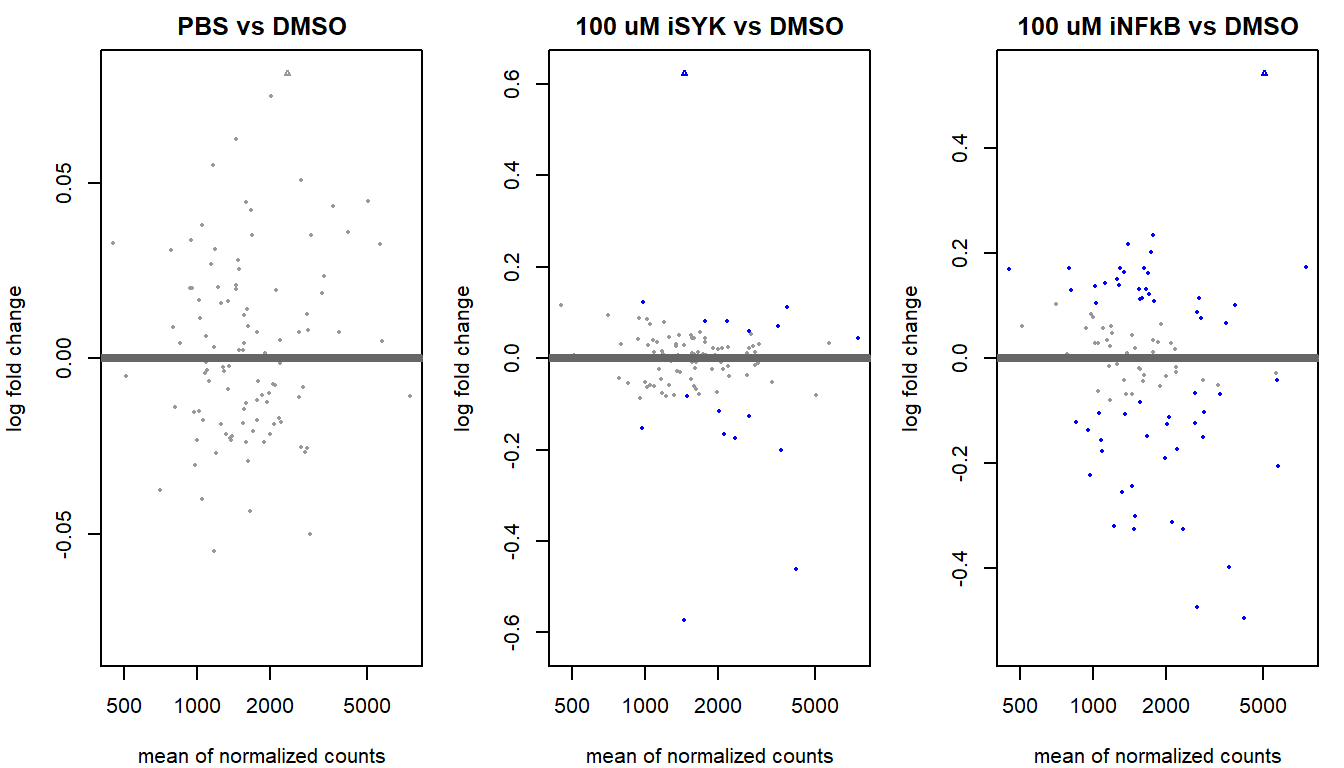 PBS vs DMSO
log fold change
0.05
0.00
-0.05
500 1000 2000 5000
mean of normalized counts
100 uM iSYK vs DMSO
log fold change
0.6
0.4
0.2
0.0
-0.2
-0.4
-0.6
500 1000 2000 5000
mean of normalized counts
100 uM iNFkB vs DMSO
log fold change
0.4
0.2
0.0
-0.2
-0.4
500 1000 2000 5000
mean of normalized counts